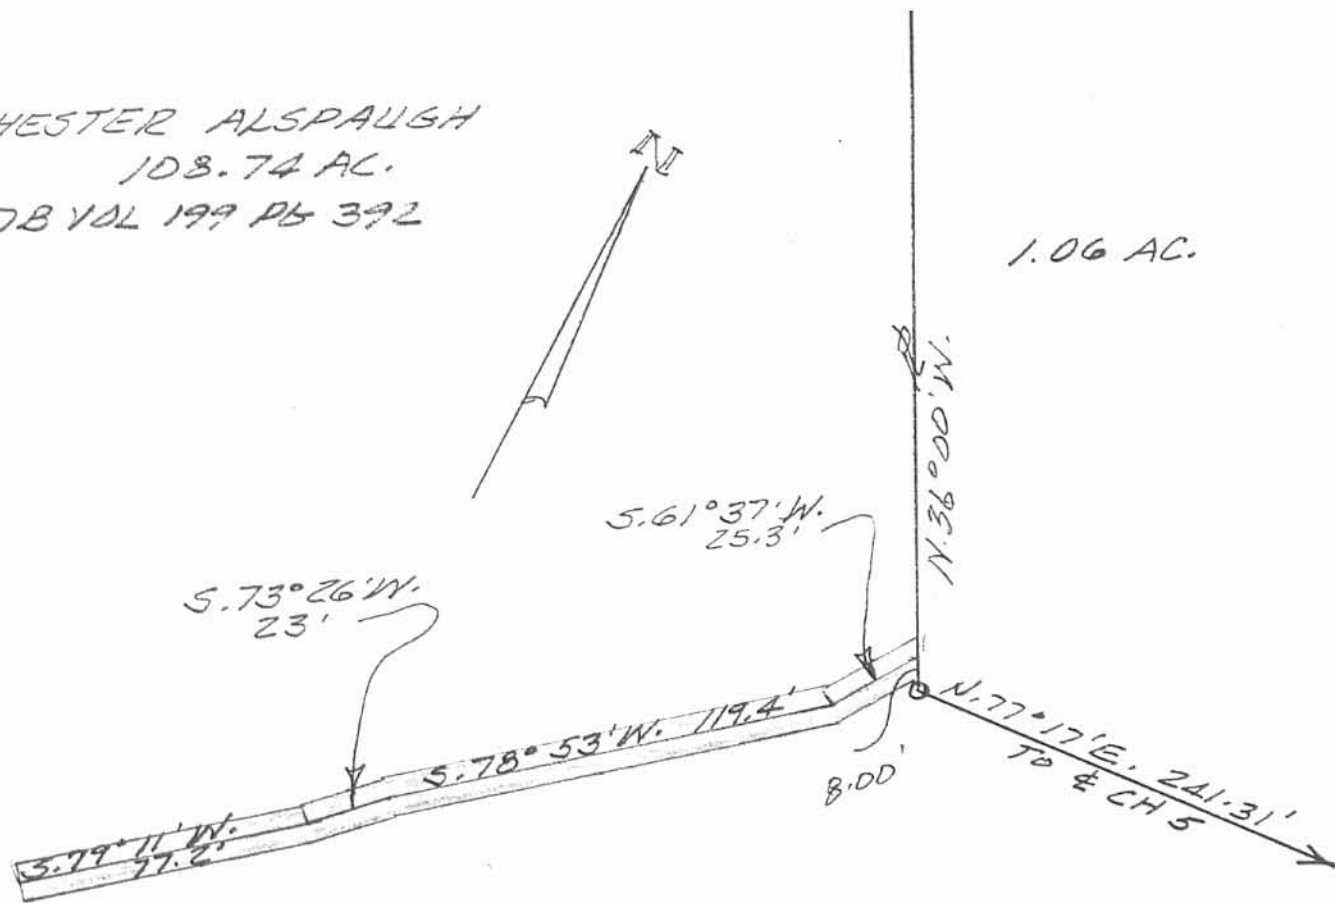 HESTER ALSPAUGH
108.74 AC.
DB VOL 199 PG 392
N
1.06 AC.
N.36°00'W.
S.61°37'W.
25.3'
S.73°26'W.
23'
S.78°53'W. 119.4'
S.79°11'W.
77.2'
8.00'
N.77°17'E. 241.31'
TO ℄ CH 5